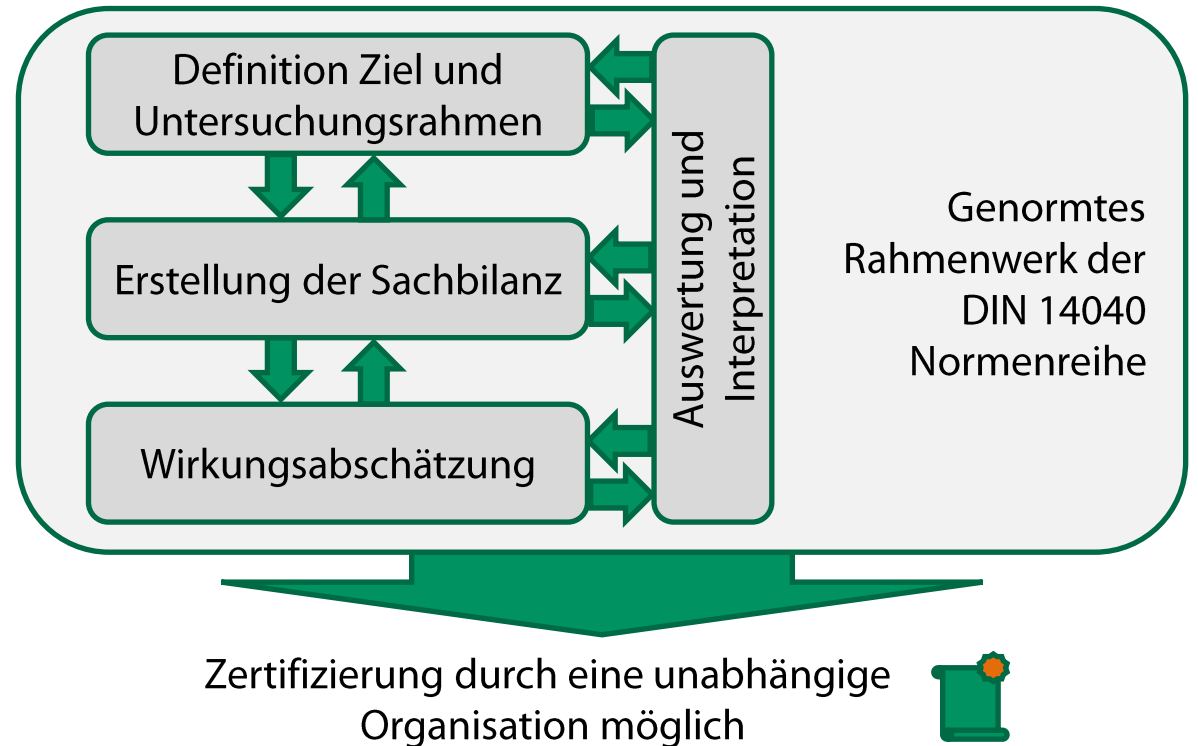 Definition Ziel und
Untersuchungsrahmen
Erstellung der Sachbilanz
Wirkungsabschätzung
Auswertung und
Interpretation
Genormtes
Rahmenwerk der
DIN 14040
Normenreihe
Zertifizierung durch eine unabhängige
Organisation möglich